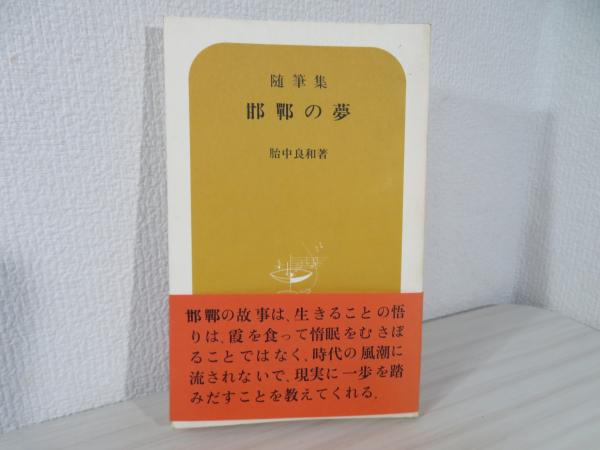 随筆集
邯鄲の夢
胎中良和著
邯鄲の故事は、生きることの悟
りは、霞を食って惰眠をむさぼ
ることではなく、時代の風潮に
流されないで、現実に一歩を踏
みだすことを教えてくれる。